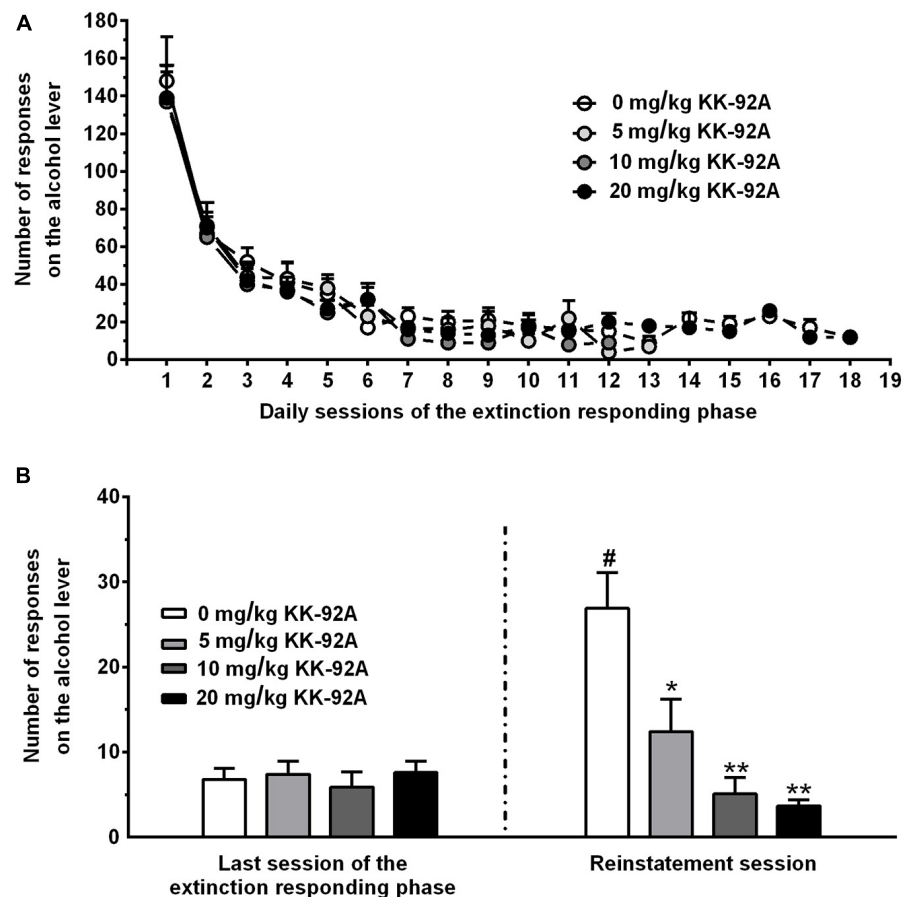 A
Number of responses
on the alcohol lever
180
160
140
120
100
80
60
40
20
0
0 mg/kg KK-92A
5 mg/kg KK-92A
10 mg/kg KK-92A
20 mg/kg KK-92A
1 2 3 4 5 6 7 8 9 10 11 12 13 14 15 16 17 18 19
Daily sessions of the extinction responding phase
B
Number of responses
on the alcohol lever
40
30
20
10
0
0 mg/kg KK-92A
5 mg/kg KK-92A
10 mg/kg KK-92A
20 mg/kg KK-92A
#
*
**
**
Last session of the
extinction responding phase
Reinstatement session